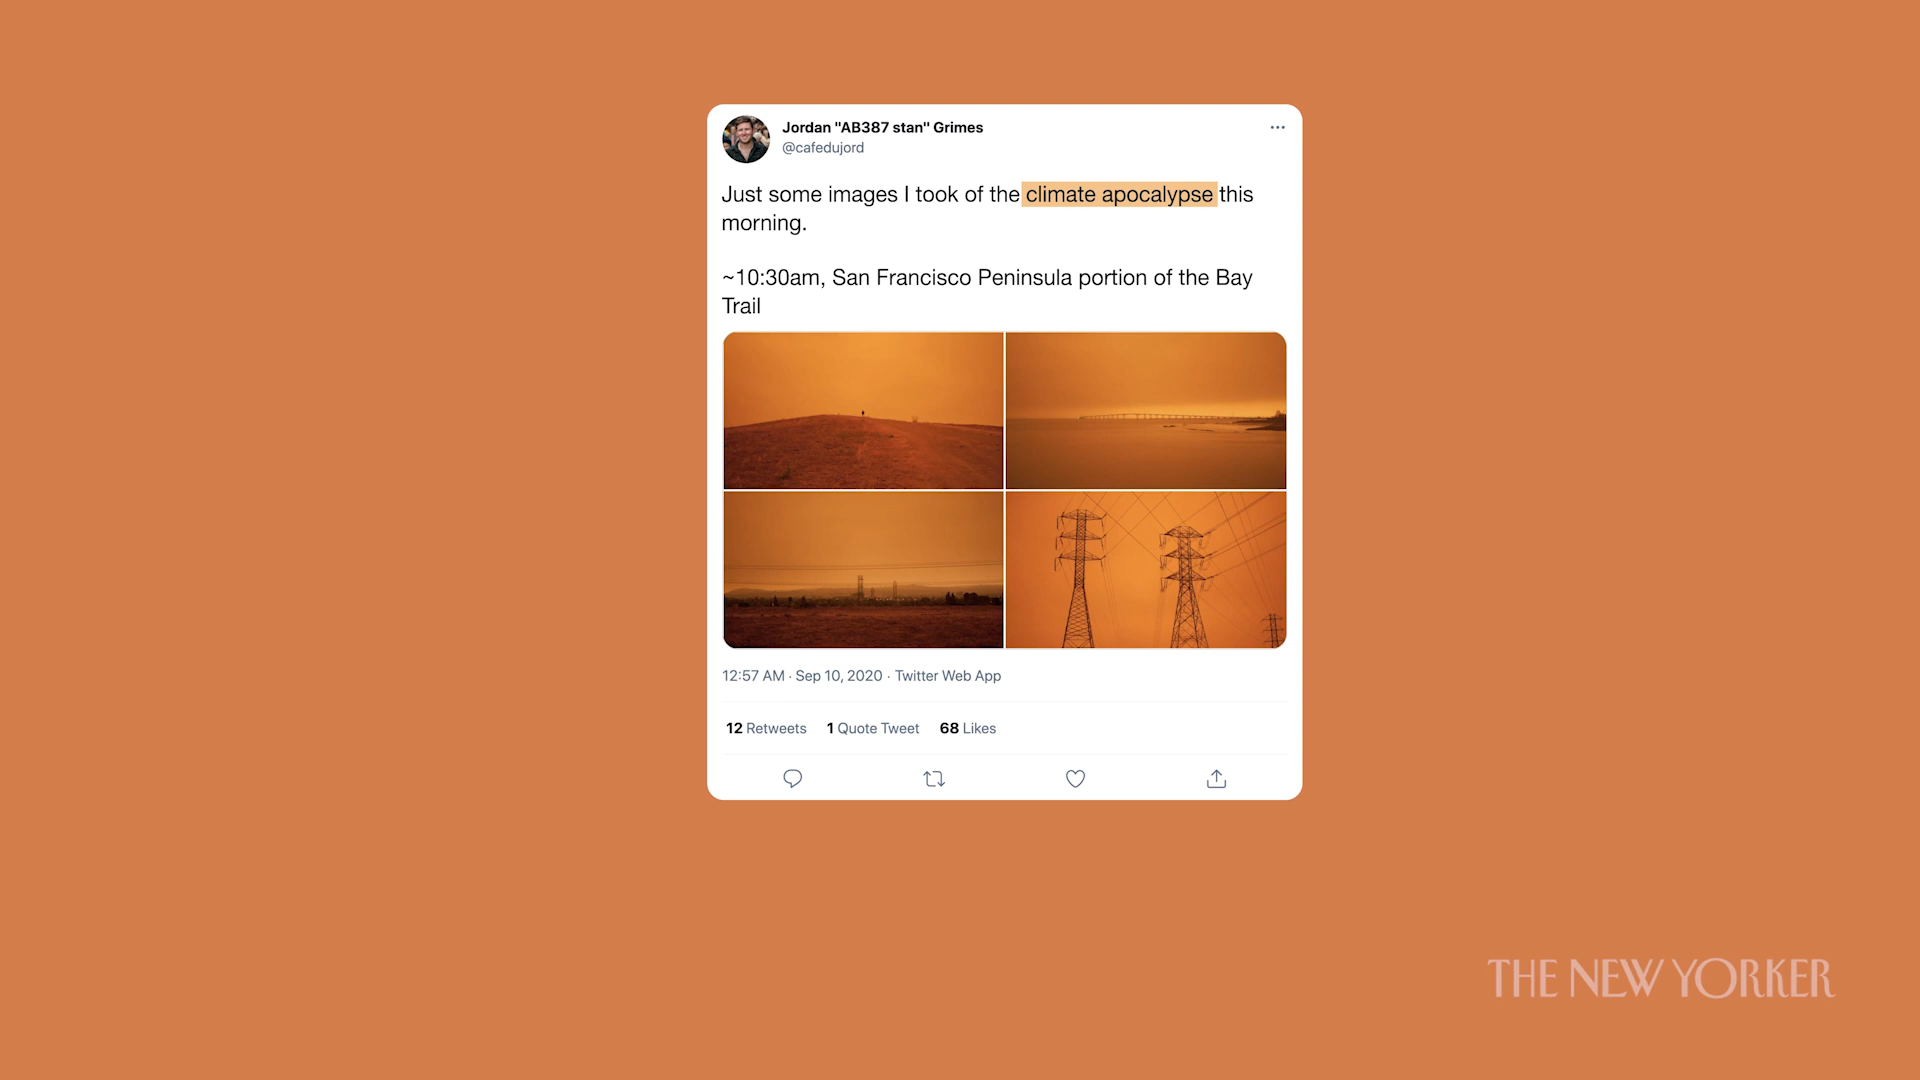 Jordan "AB387 stan" Grimes
@cafedujord
Just some images I took of the climate apocalypse this
morning.
~10:30am, San Francisco Peninsula portion of the Bay
Trail
12:57 AM · Sep 10, 2020 · Twitter Web App
12 Retweets 1 Quote Tweet 68 Likes
THE NEW YORKER